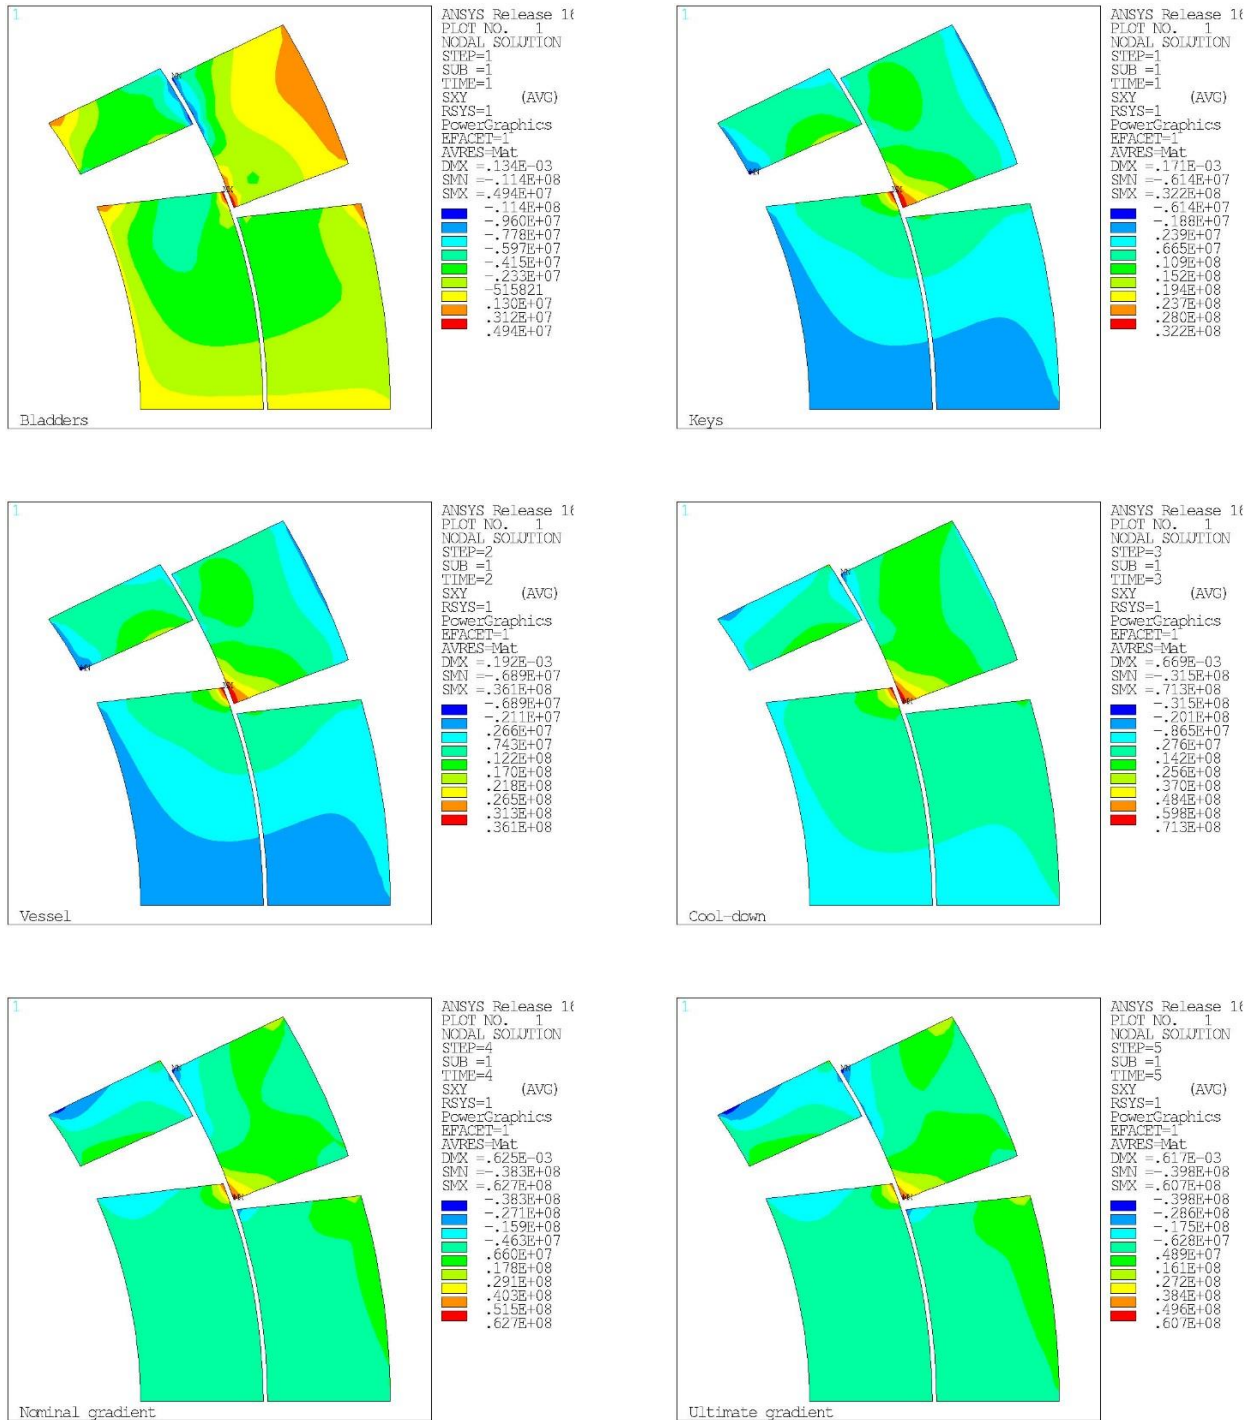 1
ANSYS Release 16
PLOT NO. 1
NODAL SOLUTION
STEP=1
SUB =1
TIME=1
SXY (AVG)
RSYS=1
PowerGraphics
EFACET=1
AVRES=Mat
DMX =.134E-03
SMN =-.114E+08
SMX =.494E+07
-.114E+08
-.960E+07
-.778E+07
-.597E+07
-.415E+07
-.233E+07
-515821
.130E+07
.312E+07
.494E+07
MN
MX
Bladders
1
ANSYS Release 16
PLOT NO. 1
NODAL SOLUTION
STEP=1
SUB =1
TIME=1
SXY (AVG)
RSYS=1
PowerGraphics
EFACET=1
AVRES=Mat
DMX =.171E-03
SMN =-.614E+07
SMX =.322E+08
-.614E+07
-.188E+07
.239E+07
.665E+07
.109E+08
.152E+08
.194E+08
.237E+08
.280E+08
.322E+08
MN
MX
Keys
1
ANSYS Release 16
PLOT NO. 1
NODAL SOLUTION
STEP=2
SUB =1
TIME=2
SXY (AVG)
RSYS=1
PowerGraphics
EFACET=1
AVRES=Mat
DMX =.192E-03
SMN =-.689E+07
SMX =.361E+08
-.689E+07
-.211E+07
.266E+07
.743E+07
.122E+08
.170E+08
.218E+08
.265E+08
.313E+08
.361E+08
MN
MX
Vessel
1
ANSYS Release 16
PLOT NO. 1
NODAL SOLUTION
STEP=3
SUB =1
TIME=3
SXY (AVG)
RSYS=1
PowerGraphics
EFACET=1
AVRES=Mat
DMX =.669E-03
SMN =-.315E+08
SMX =.713E+08
-.315E+08
-.201E+08
-.865E+07
.276E+07
.142E+08
.256E+08
.370E+08
.484E+08
.598E+08
.713E+08
MN
MX
Cool-down
1
ANSYS Release 16
PLOT NO. 1
NODAL SOLUTION
STEP=4
SUB =1
TIME=4
SXY (AVG)
RSYS=1
PowerGraphics
EFACET=1
AVRES=Mat
DMX =.625E-03
SMN =-.383E+08
SMX =.627E+08
-.383E+08
-.271E+08
-.159E+08
-.463E+07
.660E+07
.178E+08
.291E+08
.403E+08
.515E+08
.627E+08
MN
MX
Nominal gradient
1
ANSYS Release 16
PLOT NO. 1
NODAL SOLUTION
STEP=5
SUB =1
TIME=5
SXY (AVG)
RSYS=1
PowerGraphics
EFACET=1
AVRES=Mat
DMX =.617E-03
SMN =-.398E+08
SMX =.607E+08
-.398E+08
-.286E+08
-.175E+08
-.628E+07
.489E+07
.161E+08
.272E+08
.384E+08
.496E+08
.607E+08
MN
MX
Ultimate gradient